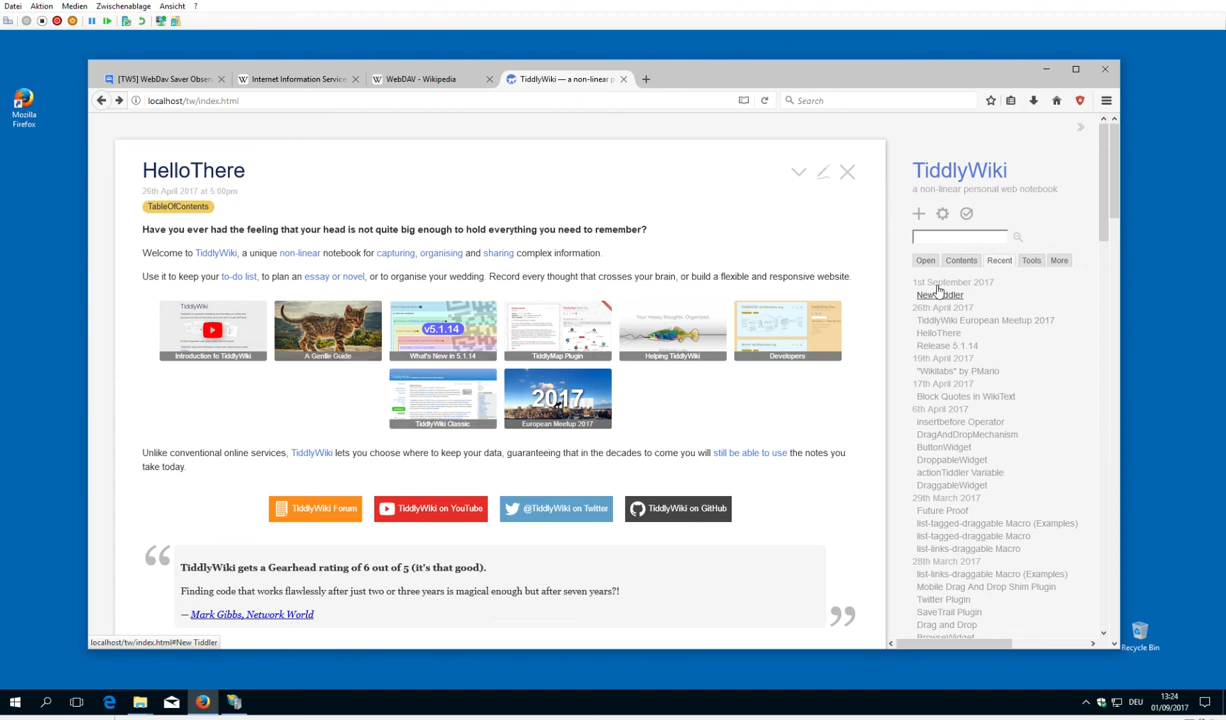 Datei Aktion Medien Zwischenablage Ansicht ?
[TW5] WebDav Saver Obser
Internet Information Service
WebDAV - Wikipedia
TiddlyWiki — a non-linear p
localhost/tw/index.html
Search
Mozilla
Firefox
HelloThere
26th April 2017 at 5:00pm
TableOfContents
Have you ever had the feeling that your head is not quite big enough to hold everything you need to remember?
Welcome to TiddlyWiki, a unique non-linear notebook for capturing, organising and sharing complex information.
Use it to keep your to-do list, to plan an essay or novel, or to organise your wedding. Record every thought that crosses your brain, or build a flexible and responsive website.
Introduction to TiddlyWiki
A Gentle Guide
v5.1.14
What's New in 5.1.14
TiddlyMap Plugin
Helping TiddlyWiki
Developers
TiddlyWiki Classic
2017
European Meetup 2017
Unlike conventional online services, TiddlyWiki lets you choose where to keep your data, guaranteeing that in the decades to come you will still be able to use the notes you
take today.
TiddlyWiki Forum
TiddlyWiki on YouTube
@TiddlyWiki on Twitter
TiddlyWiki on GitHub
“
TiddlyWiki gets a Gearhead rating of 6 out of 5 (it's that good).
Finding code that works flawlessly after just two or three years is magical enough but after seven years?!
— Mark Gibbs, Network World
”
localhost/tw/index.html#New Tiddler
TiddlyWiki
a non-linear personal web notebook
Open Contents Recent Tools More
1st September 2017
New Tiddler
26th April 2017
TiddlyWiki European Meetup 2017
HelloThere
Release 5.1.14
19th April 2017
"Wikilabs" by PMario
17th April 2017
Block Quotes in WikiText
6th April 2017
insertbefore Operator
DragAndDropMechanism
ButtonWidget
DroppableWidget
actionTiddler Variable
DraggableWidget
29th March 2017
Future Proof
list-tagged-draggable Macro (Examples)
list-tagged-draggable Macro
list-links-draggable Macro
28th March 2017
list-links-draggable Macro (Examples)
Mobile Drag And Drop Shim Plugin
Twitter Plugin
SaveTrail Plugin
Drag and Drop
BrowseWidget
Recycle Bin
DEU
13:24
01/09/2017